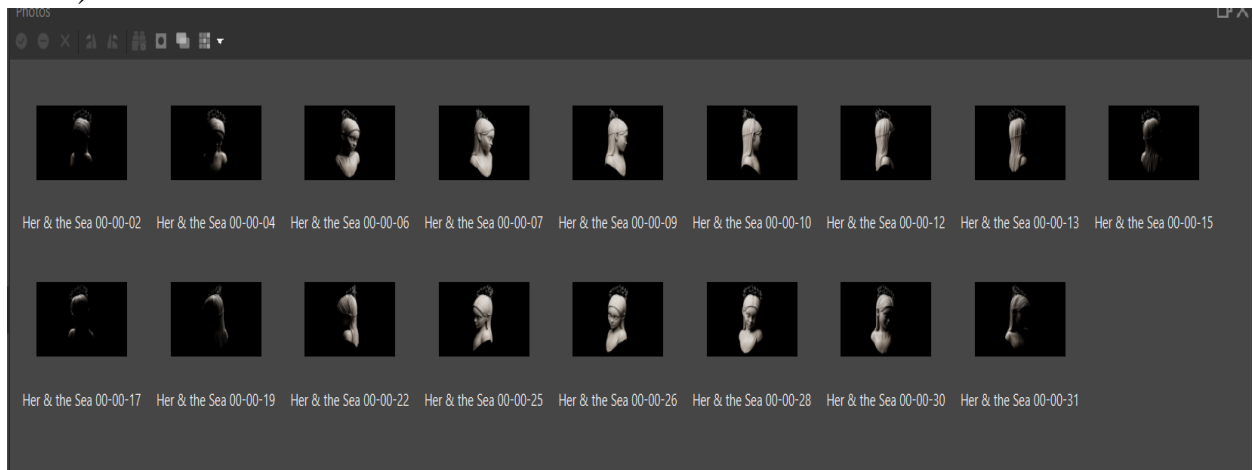 Photos
Her & the Sea 00-00-02 Her & the Sea 00-00-04 Her & the Sea 00-00-06 Her & the Sea 00-00-07 Her & the Sea 00-00-09 Her & the Sea 00-00-10 Her & the Sea 00-00-12 Her & the Sea 00-00-13 Her & the Sea 00-00-15
Her & the Sea 00-00-17 Her & the Sea 00-00-19 Her & the Sea 00-00-22 Her & the Sea 00-00-25 Her & the Sea 00-00-26 Her & the Sea 00-00-28 Her & the Sea 00-00-30 Her & the Sea 00-00-31